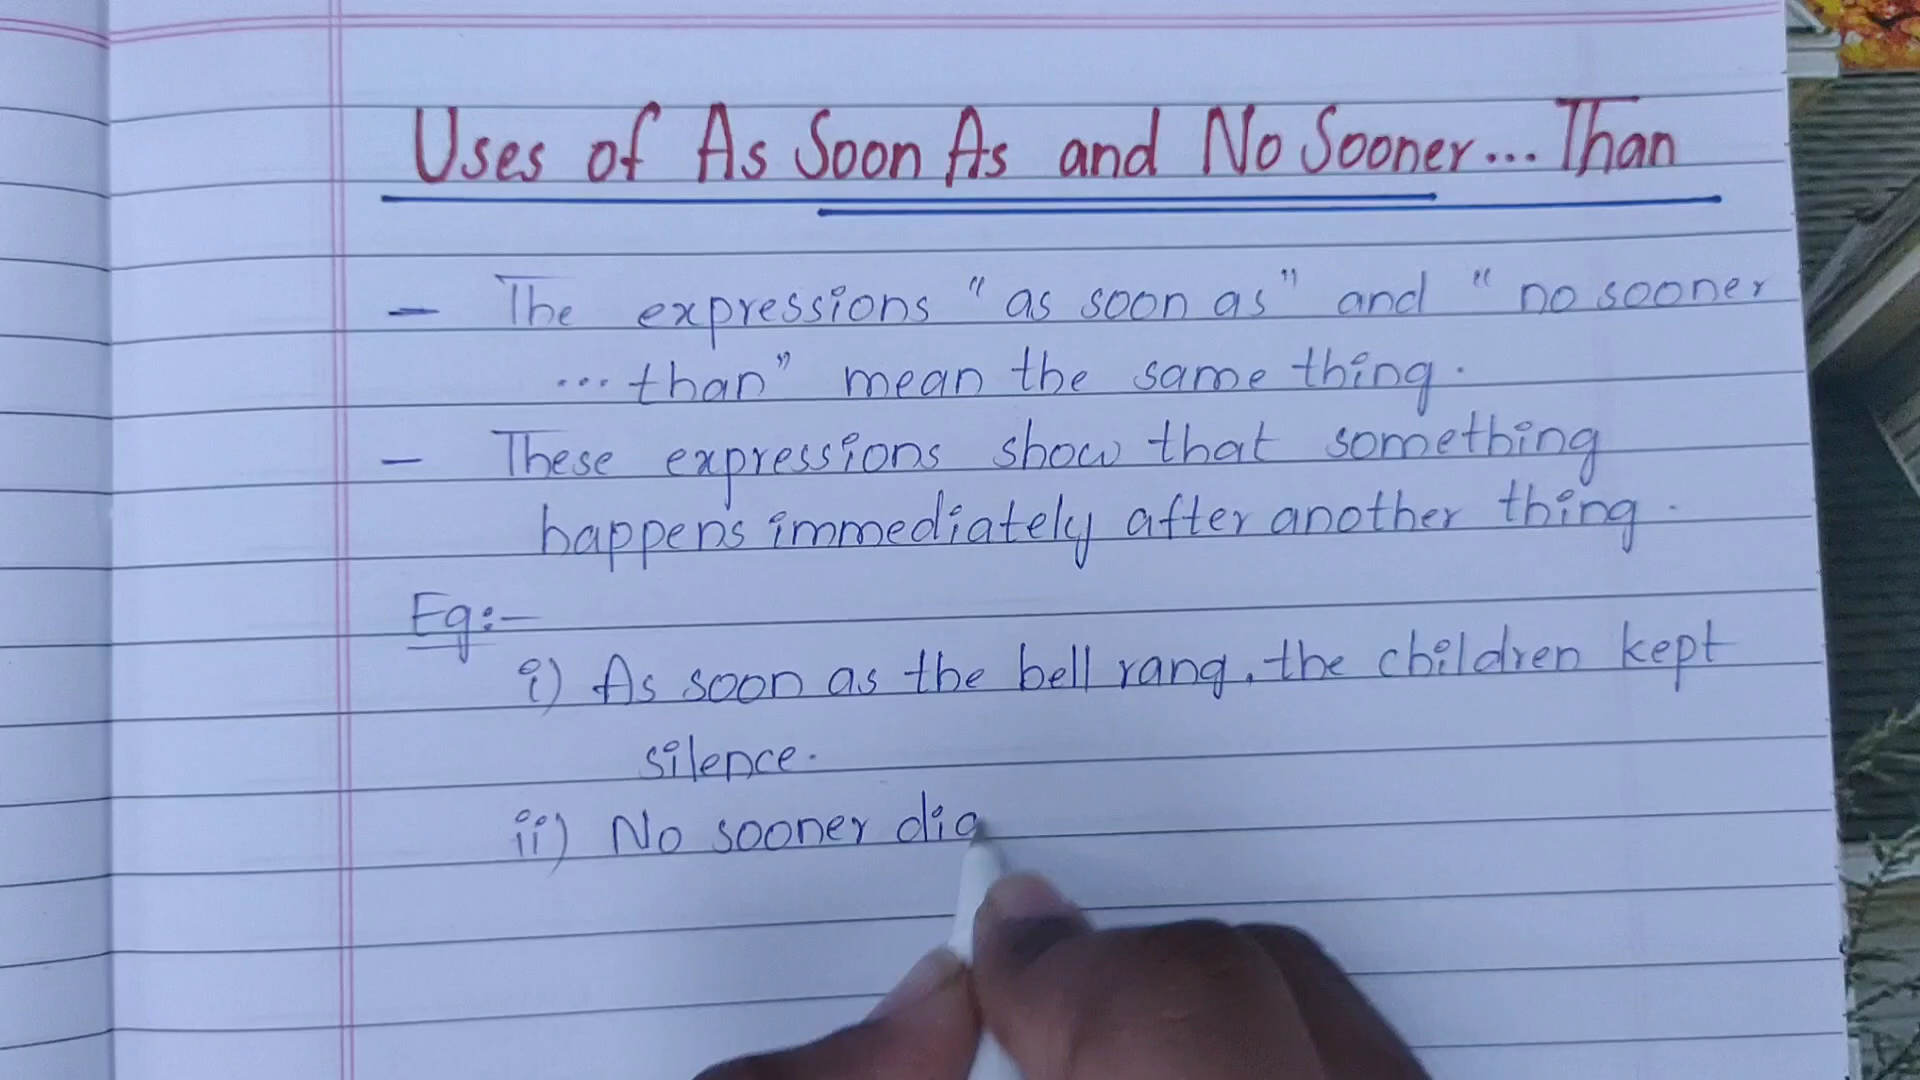 Uses of As Soon As and No Sooner... Than
- The expressions "as soon as" and "no sooner
... than" mean the same thing.
- These expressions show that something
happens immediately after another thing.
Eg:-
i) As soon as the bell rang, the children kept
silence.
ii) No sooner